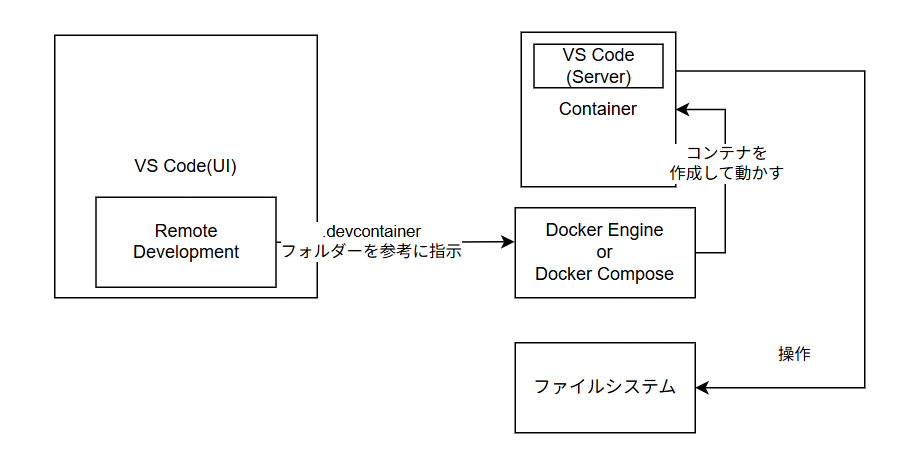 VS Code(UI)
Remote
Development
.devcontainer
フォルダーを参考に指示
VS Code
(Server)
Container
コンテナを
作成して動かす
Docker Engine
or
Docker Compose
操作
ファイルシステム